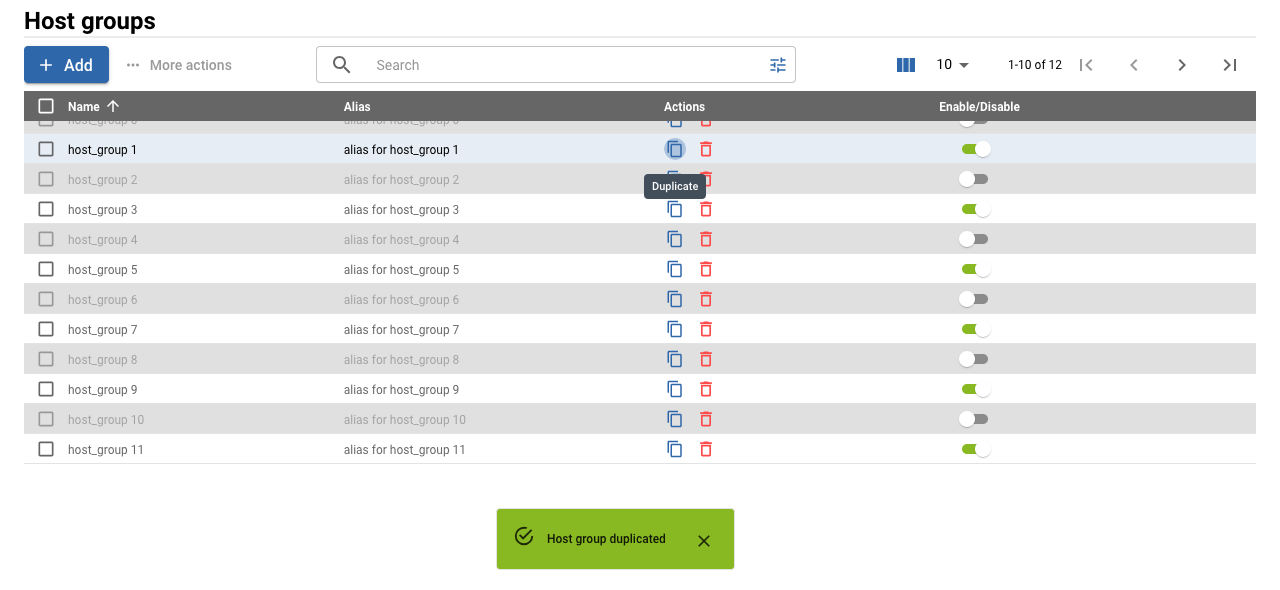 Host groups
Add
More actions
Search
10
1-10 of 12
Name Alias Actions Enable/Disable
host_group 0 alias for host_group 0
host_group 1 alias for host_group 1
host_group 2 alias for host_group 2
Duplicate
host_group 3 alias for host_group 3
host_group 4 alias for host_group 4
host_group 5 alias for host_group 5
host_group 6 alias for host_group 6
host_group 7 alias for host_group 7
host_group 8 alias for host_group 8
host_group 9 alias for host_group 9
host_group 10 alias for host_group 10
host_group 11 alias for host_group 11
Host group duplicated